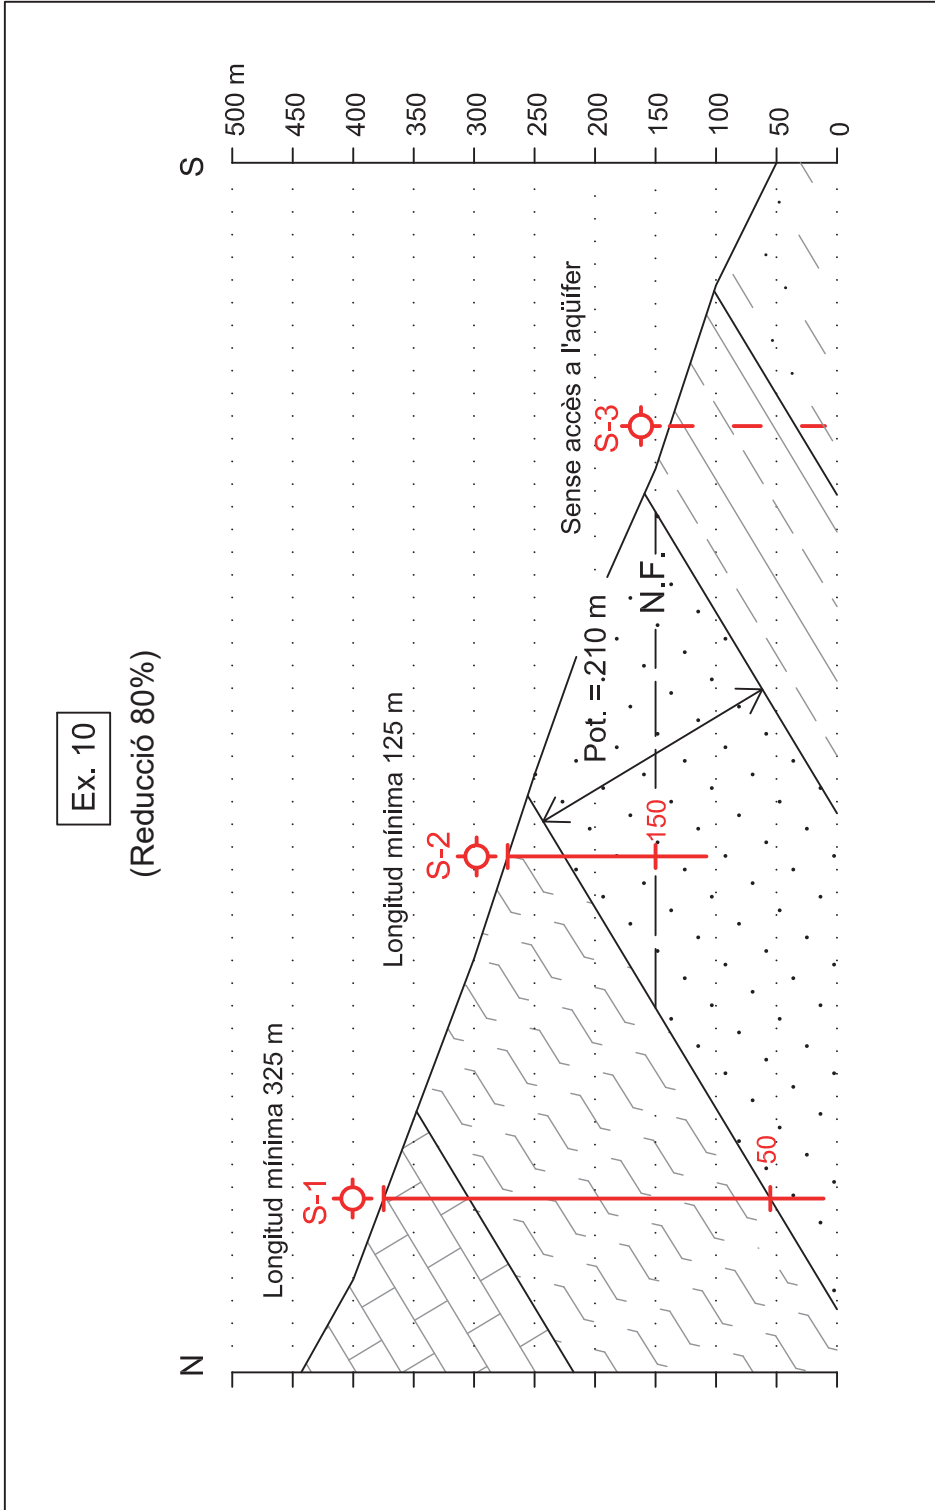 Ex. 10
(Reducció 80%)
N
S
Longitud mínima 325 m
S-1
Longitud mínima 125 m
S-2
Sense accès a l'aqüífer
S-3
500 m
450
400
350
300
250
200
150
100
50
0
Pot. = 210 m
N.F.
150
50